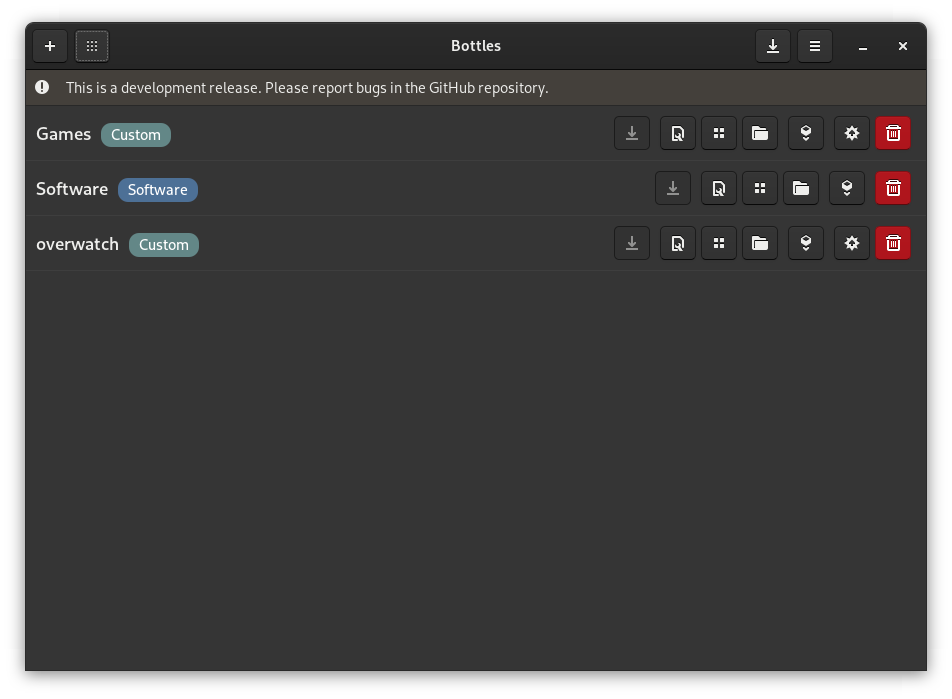 Bottles
This is a development release. Please report bugs in the GitHub repository.
Games Custom
Software Software
overwatch Custom